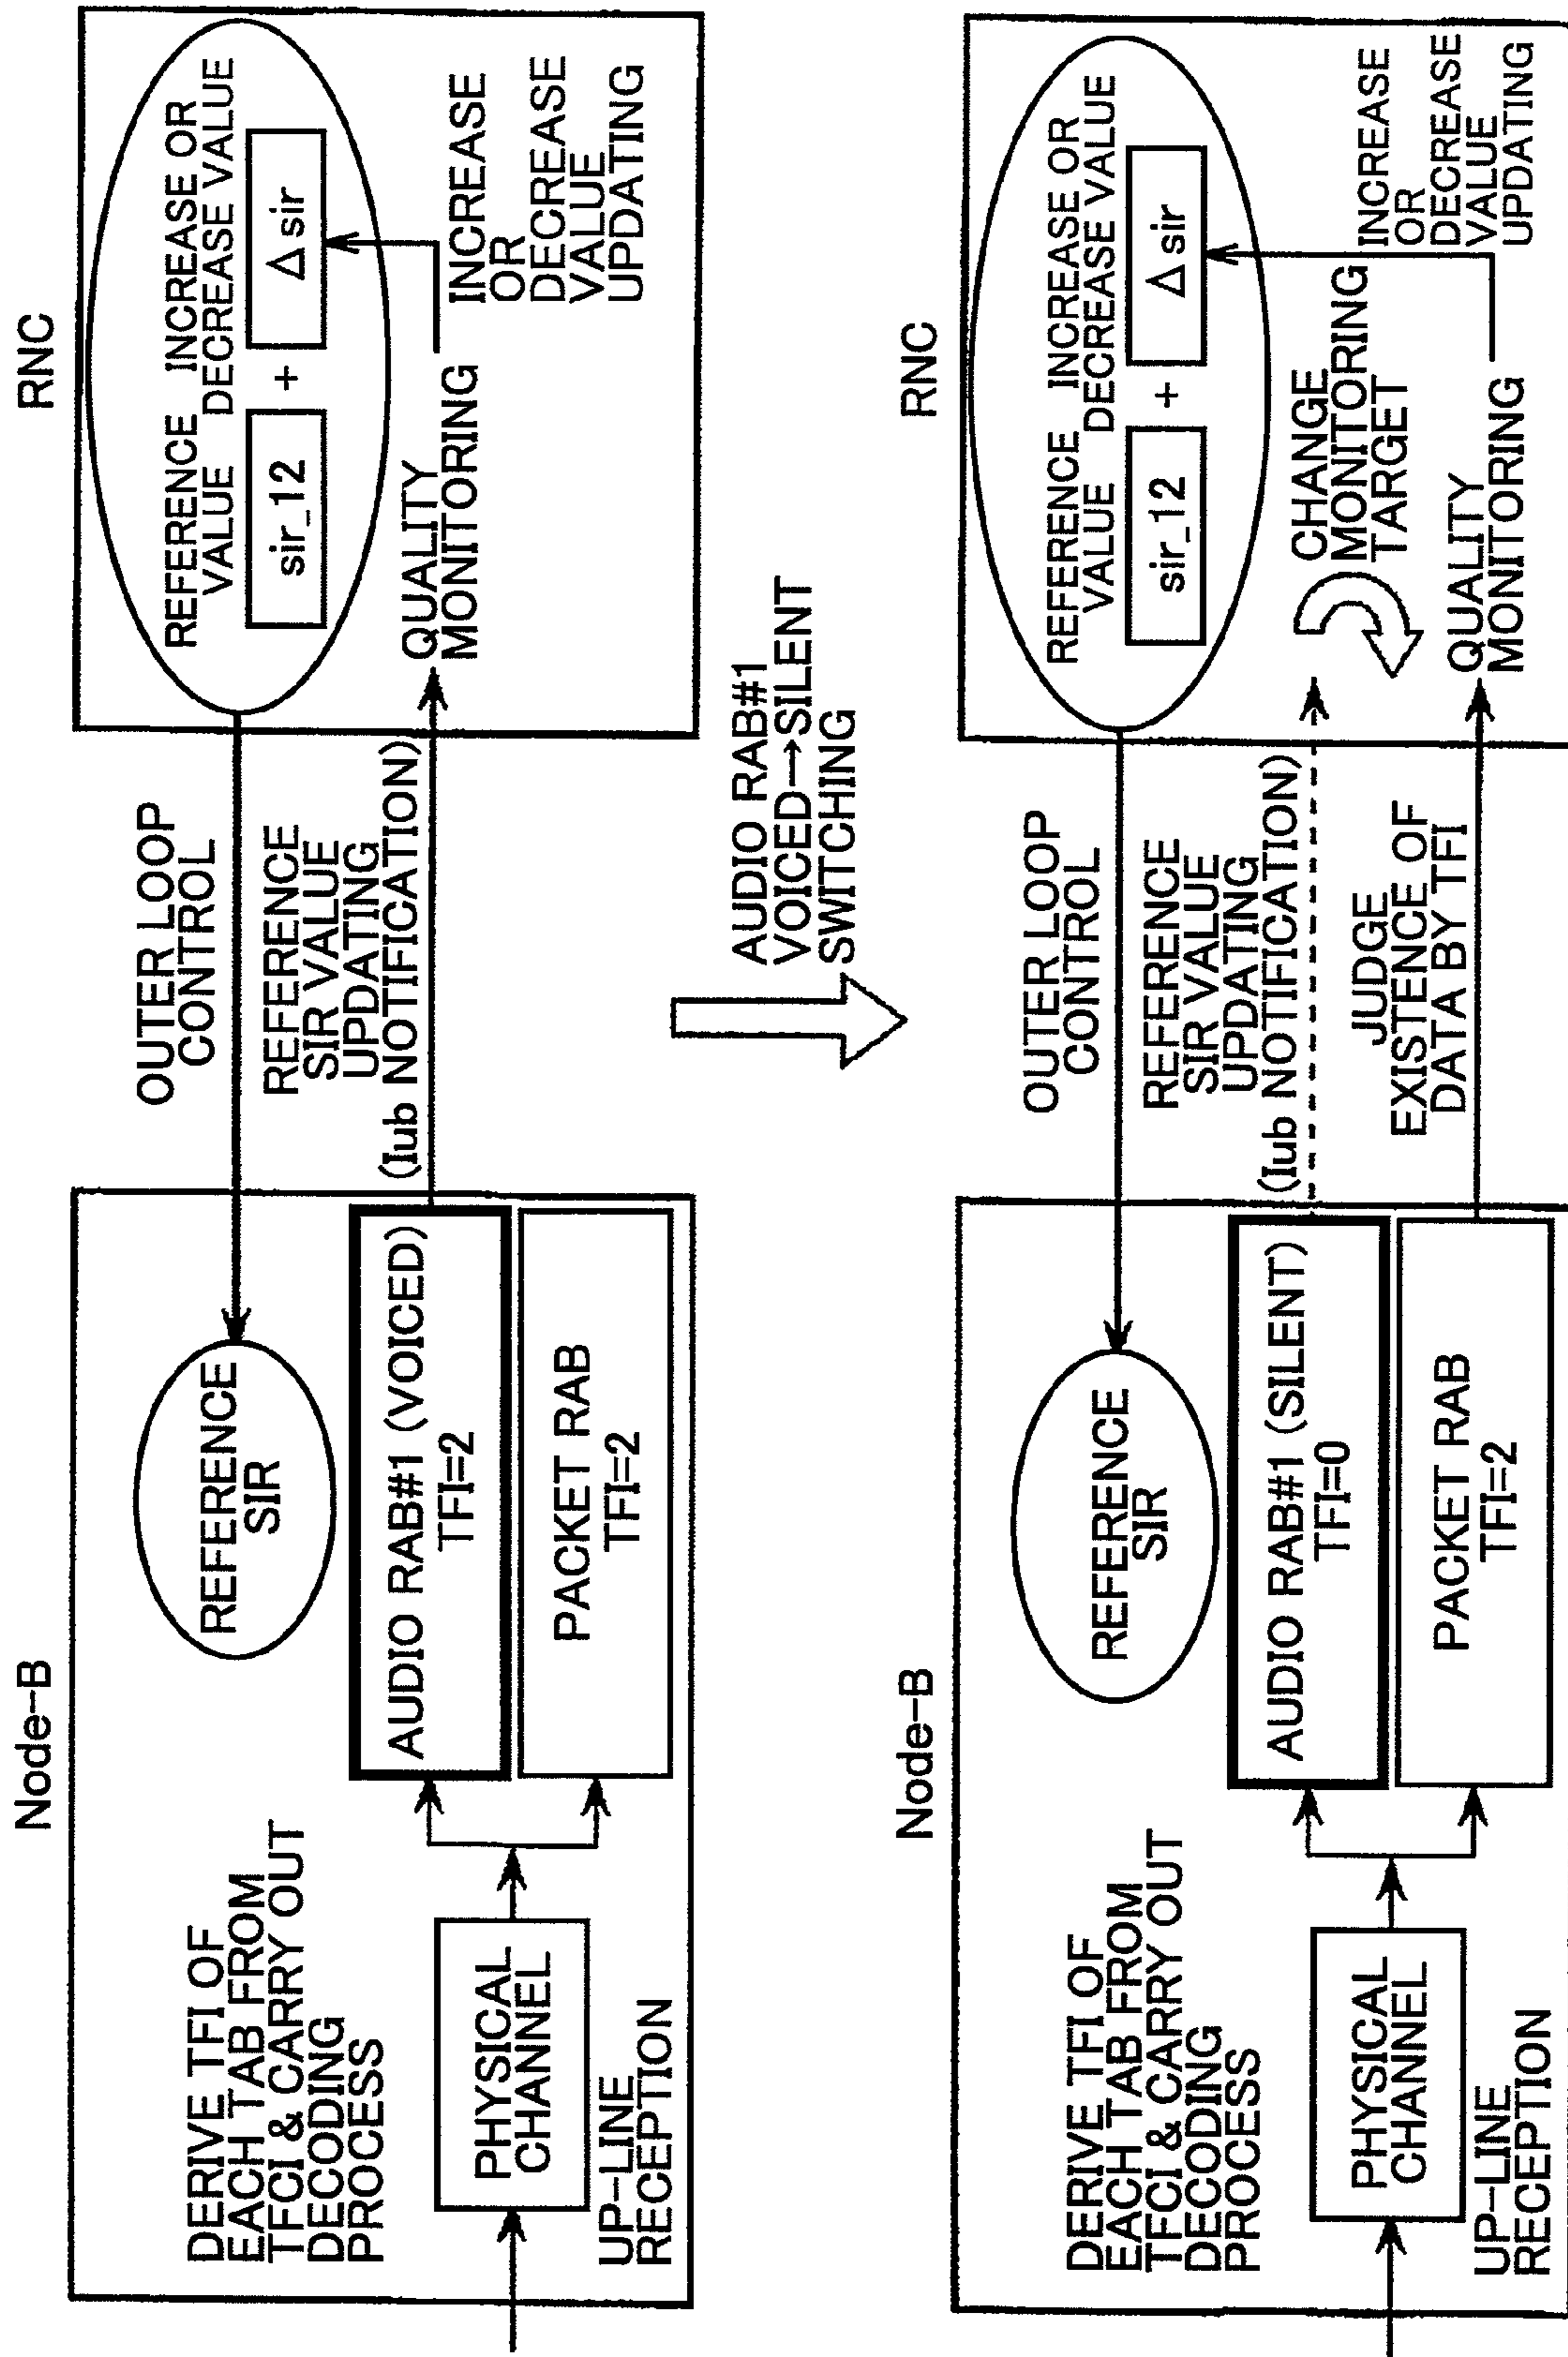 Node-B
DERIVE TFI OF
EACH TAB FROM
TFCI & CARRY OUT
DECODING
PROCESS
PHYSICAL
CHANNEL
UP-LINE
RECEPTION
REFERENCE
SIR
AUDIO RAB#1 (VOICED)
TFI=2
PACKET RAB
TFI=2
OUTER LOOP
CONTROL
REFERENCE
SIR VALUE
UPDATING
(Iub NOTIFICATION)
RNC
REFERENCE
VALUE
INCREASE OR
DECREASE VALUE
sir_12
+
Δ sir
QUALITY
MONITORING
INCREASE
OR
DECREASE
VALUE
UPDATING
AUDIO RAB#1
VOICED→SILENT
SWITCHING
Node-B
DERIVE TFI OF
EACH TAB FROM
TFCI & CARRY OUT
DECODING
PROCESS
PHYSICAL
CHANNEL
UP-LINE
RECEPTION
REFERENCE
SIR
AUDIO RAB#1 (SILENT)
TFI=0
PACKET RAB
TFI=2
OUTER LOOP
CONTROL
REFERENCE
SIR VALUE
UPDATING
(Iub NOTIFICATION)
JUDGE
EXISTENCE OF
DATA BY TFI
RNC
REFERENCE
VALUE
INCREASE OR
DECREASE VALUE
sir_12
+
Δ sir
CHANGE
MONITORING
TARGET
QUALITY
MONITORING
INCREASE
OR
DECREASE
VALUE
UPDATING